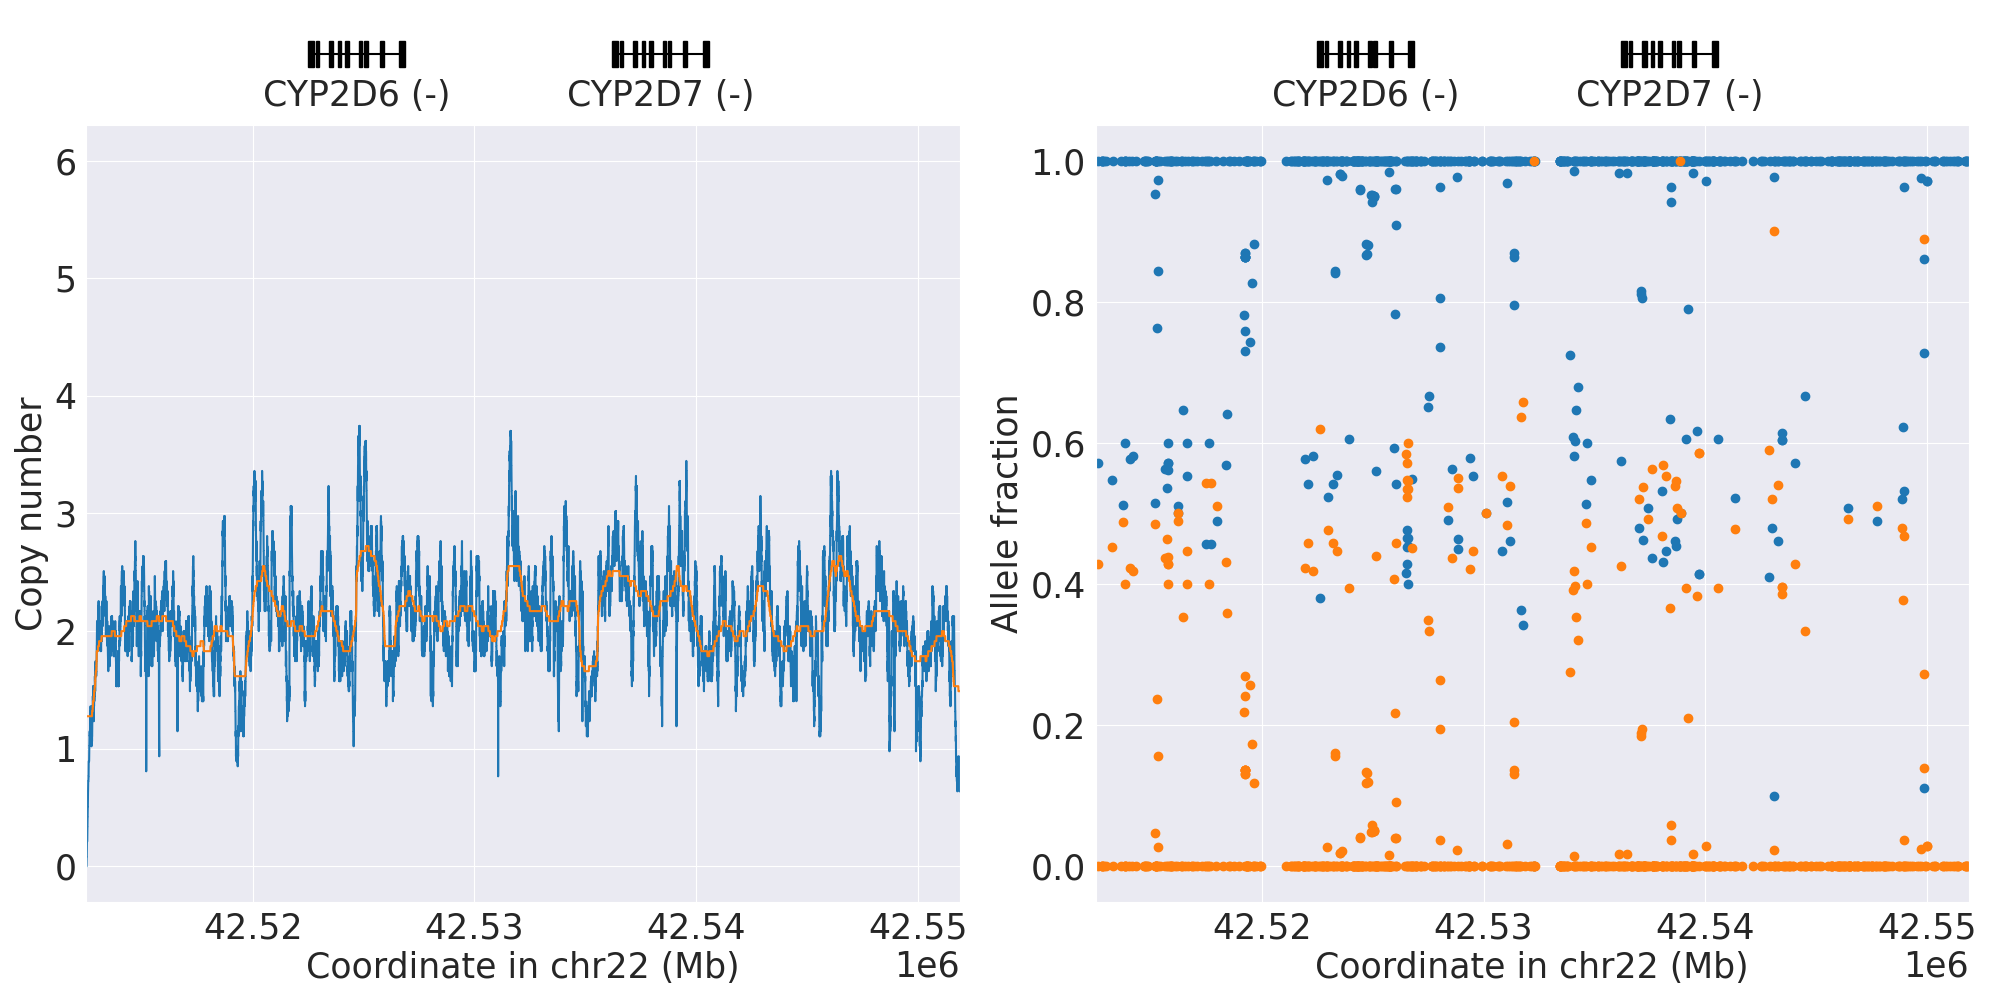 CYP2D6 (-) CYP2D7 (-)
Copy number
6
5
4
3
2
1
0
42.52 42.53 42.54 42.55
Coordinate in chr22 (Mb)
1e6
CYP2D6 (-) CYP2D7 (-)
Allele fraction
1.0
0.8
0.6
0.4
0.2
0.0
42.52 42.53 42.54 42.55
Coordinate in chr22 (Mb)
1e6